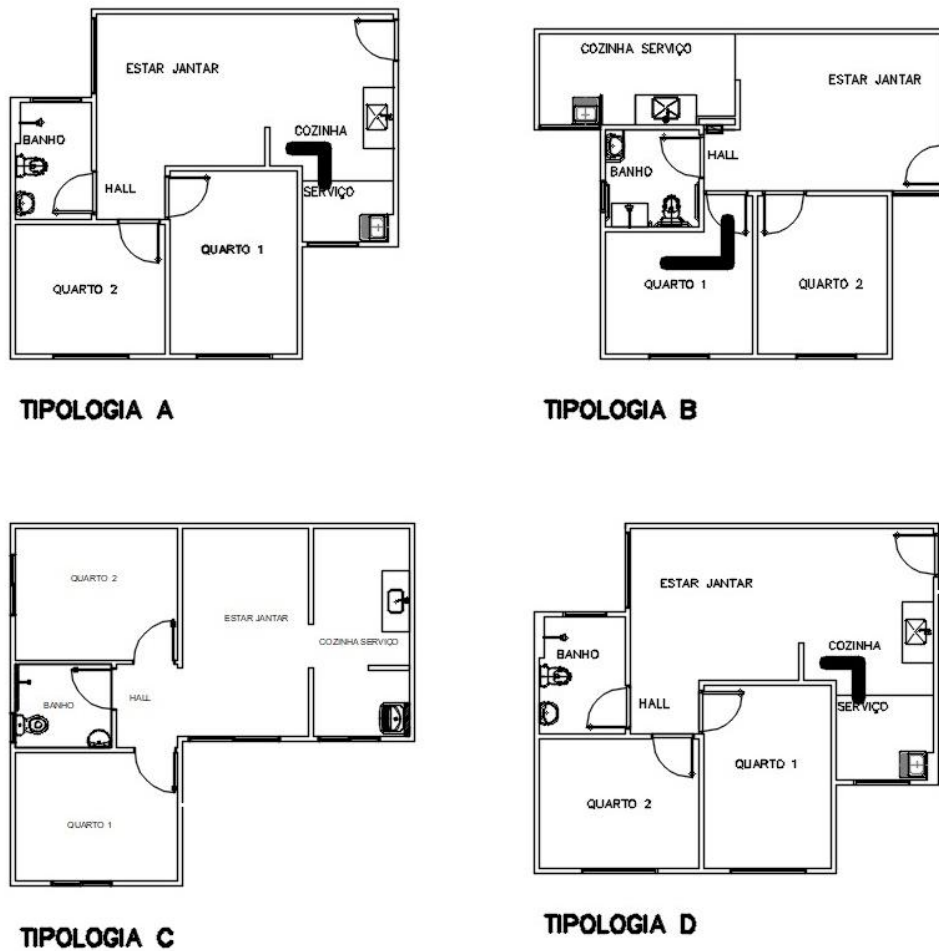 ESTAR JANTAR
BANHO
COZINHA
HALL
SERVIÇO
QUARTO 1
QUARTO 2
TIPOLOGIA A
COZINHA SERVIÇO
ESTAR JANTAR
BANHO
HALL
QUARTO 1
QUARTO 2
TIPOLOGIA B
QUARTO 2
ESTAR JANTAR
COZINHA SERVIÇO
BANHO
HALL
QUARTO 1
TIPOLOGIA C
ESTAR JANTAR
BANHO
COZINHA
HALL
SERVIÇO
QUARTO 1
QUARTO 2
TIPOLOGIA D